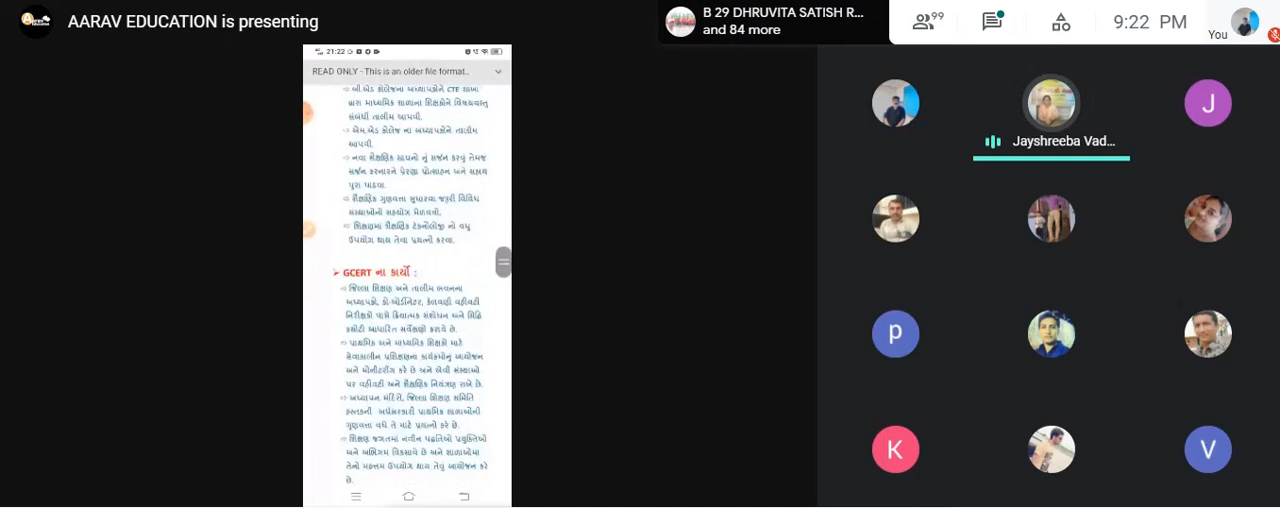 AARAV EDUCATION is presenting
B 29 DHRUVITA SATISH R...
and 84 more
99
9:22 PM
You
21:22
READ ONLY - This is an older file format..
બી.એડ કોલેજના અધ્યાપકોને CTE શાખા
દ્વારા માધ્યમિક શાળાના શિક્ષકોને વિષયવસ્તુ
સંબંધી તાલીમ આપવી.
એમ.એડ કોલેજ ના અધ્યાપકોને તાલીમ
આપવી.
નવા શૈક્ષણિક સાધનો નું સર્જન કરવું તેમજ
સર્જન કરનારને પ્રેરણા પ્રોત્સાહન અને સહાય
પુરા પાડવા.
શૈક્ષણિક ગુણવત્તા સુધારવા જરૂરી વિવિધ
સંસ્થાઓનો સહયોગ મેળવવો.
શિક્ષણમાં શૈક્ષણિક ટેકનોલોજી નો વધુ
ઉપયોગ થાય તેવા પ્રયત્નો કરવા.
GCERT ના કાર્યો :
જિલ્લા શિક્ષણ અને તાલીમ ભવનના
અધ્યાપકો, કો-ઓર્ડિનેટર, કેળવણી વહીવટી
નિરીક્ષકો પાસે ક્રિયાત્મક સંશોધન અને સિદ્ધિ
કસોટી આધારિત સર્વેક્ષણો કરાવે છે.
પ્રાથમિક અને માધ્યમિક શિક્ષકો માટે
સેવાકાલીન પ્રશિક્ષણના કાર્યક્રમોનું આયોજન
અને મોનીટરીંગ કરે છે અને એવી સંસ્થાઓ
પર વહીવટી અને શૈક્ષણિક નિયંત્રણ રાખે છે.
અધ્યાપન મંદિરો, જિલ્લા શિક્ષણ સમિતિ
હસ્તકની અર્ધસરકારી પ્રાથમિક શાળાઓની
ગુણવત્તા વધે તે માટે પ્રયત્નો કરે છે.
શિક્ષણ જગતમાં નવીન પદ્ધતિઓ પ્રયુક્તિઓ
અને અભિગમ વિકસાવે છે અને શાળાઓમા
તેનો મહત્તમ ઉપયોગ થાય તેવું આયોજન કરે
છે.
Jayshreeba Vad...
J
p
K
V